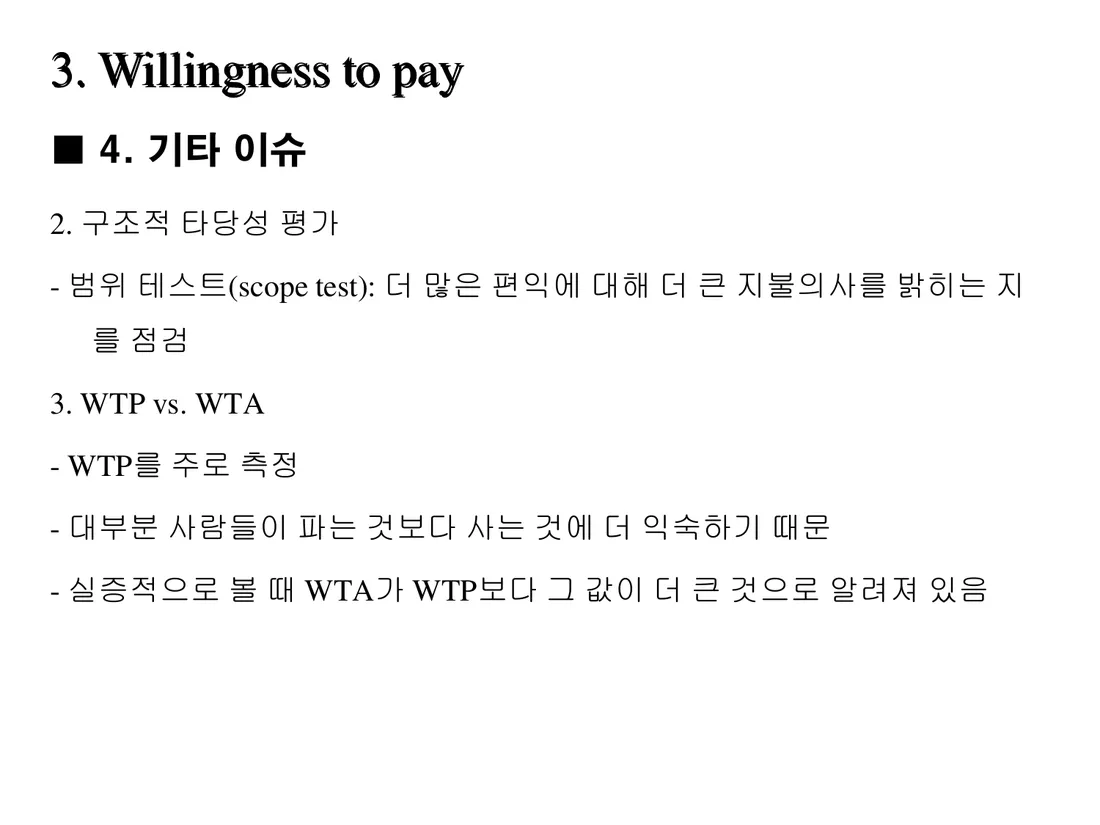 3. Willingness to pay
■ 4. 기타 이슈
2. 구조적 타당성 평가
- 범위 테스트(scope test): 더 많은 편익에 대해 더 큰 지불의사를 밝히는 지
를 점검
3. WTP vs. WTA
- WTP를 주로 측정
- 대부분 사람들이 파는 것보다 사는 것에 더 익숙하기 때문
- 실증적으로 볼 때 WTA가 WTP보다 그 값이 더 큰 것으로 알려져 있음